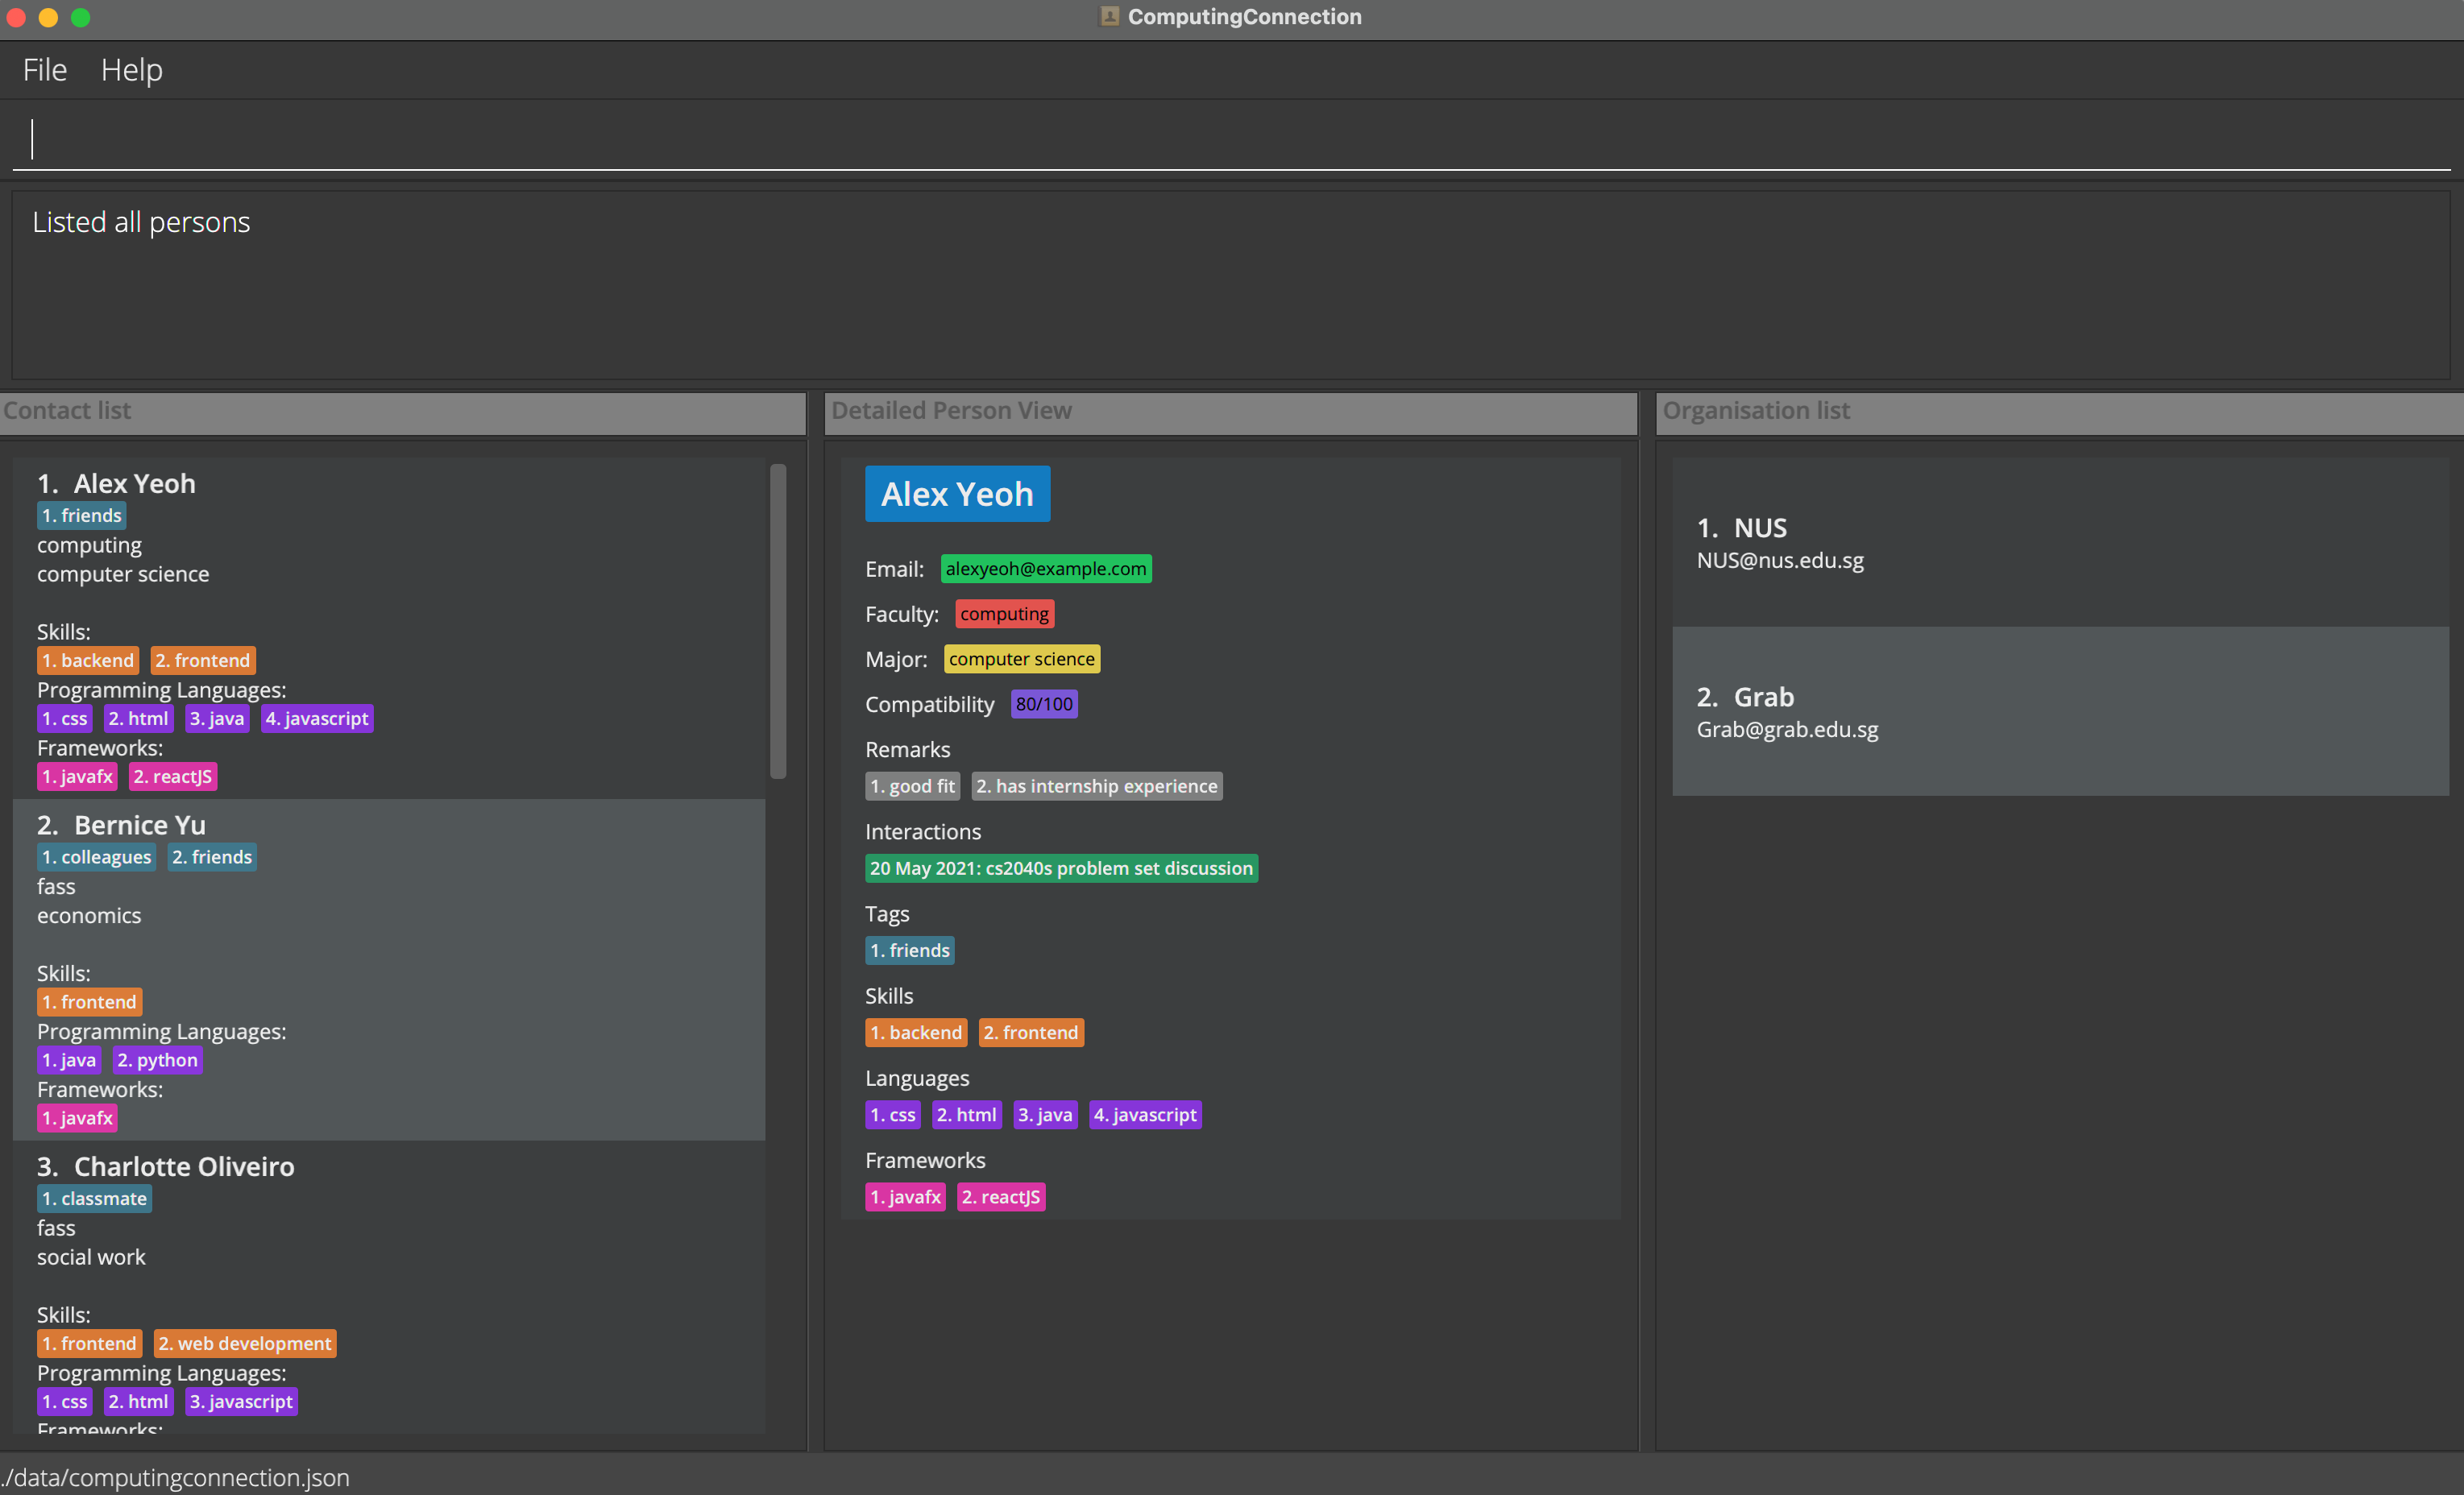 ComputingConnection
File Help
Listed all persons
Contact list
1. Alex Yeoh
1. friends
computing
computer science
Skills:
1. backend 2. frontend
Programming Languages:
1. css 2. html 3. java 4. javascript
Frameworks:
1. javafx 2. reactJS
2. Bernice Yu
1. colleagues 2. friends
fass
economics
Skills:
1. frontend
Programming Languages:
1. java 2. python
Frameworks:
1. javafx
3. Charlotte Oliveiro
1. classmate
fass
social work
Skills:
1. frontend 2. web development
Programming Languages:
1. css 2. html 3. javascript
Frameworks:
Detailed Person View
Alex Yeoh
Email: alexyeoh@example.com
Faculty: computing
Major: computer science
Compatibility 80/100
Remarks
1. good fit 2. has internship experience
Interactions
20 May 2021: cs2040s problem set discussion
Tags
1. friends
Skills
1. backend 2. frontend
Languages
1. css 2. html 3. java 4. javascript
Frameworks
1. javafx 2. reactJS
Organisation list
1. NUS
NUS@nus.edu.sg
2. Grab
Grab@grab.edu.sg
./data/computingconnection.json